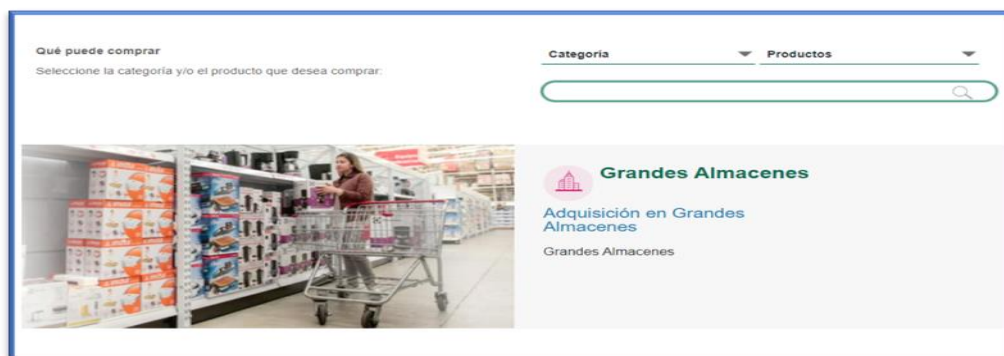 Qué puede comprar
Seleccione la categoría y/o el producto que desea comprar:
Categoría
Productos
Grandes Almacenes
Adquisición en Grandes
Almacenes
Grandes Almacenes